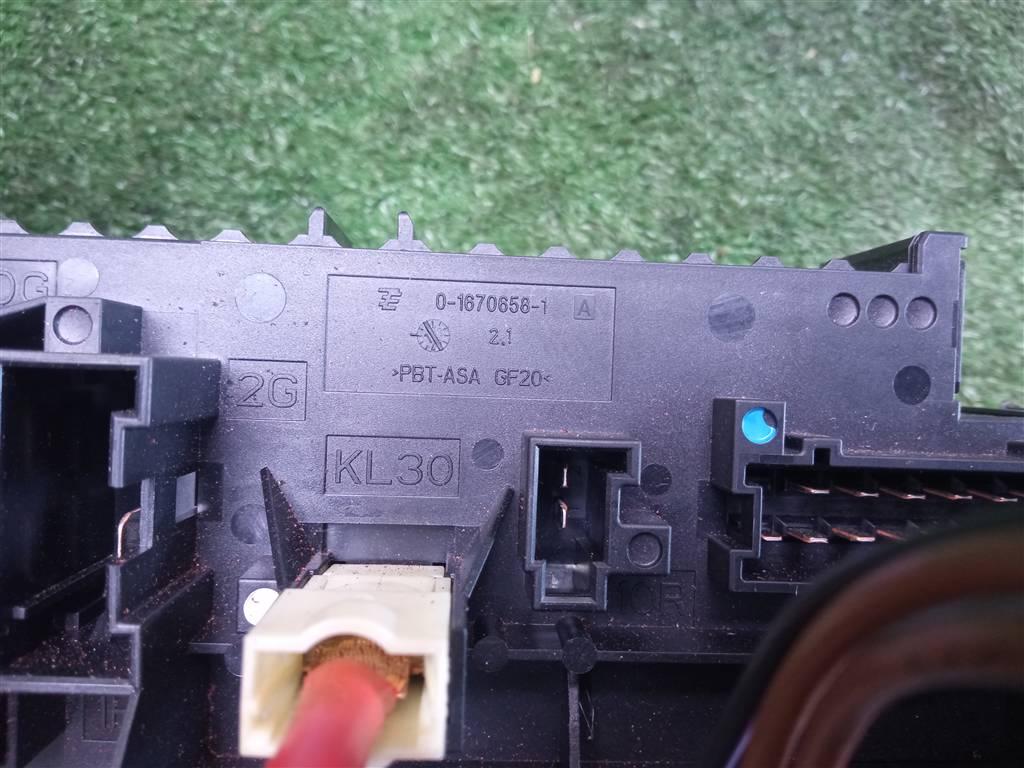 0-1670658-1 A
2.1
>PBT-ASA GF20<
2G
KL30